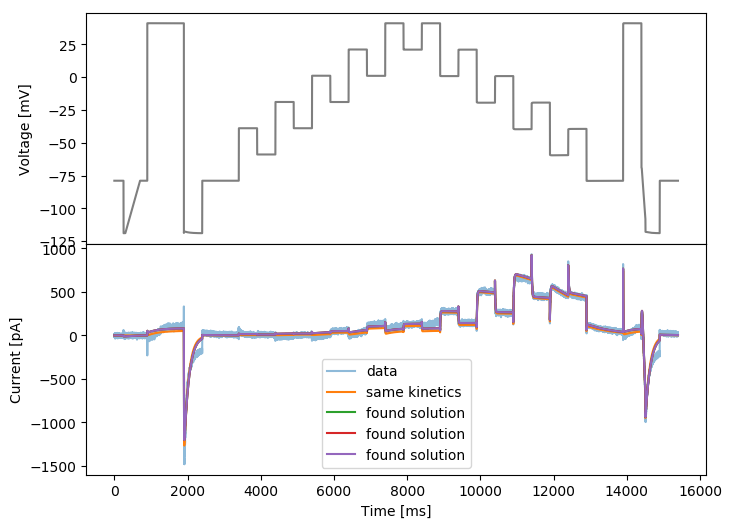 Voltage [mV]
25
0
−25
−50
−75
−100
−125
Current [pA]
1000
500
0
−500
−1000
−1500
data
same kinetics
found solution
found solution
found solution
0
2000
4000
6000
8000
10000
12000
14000
16000
Time [ms]